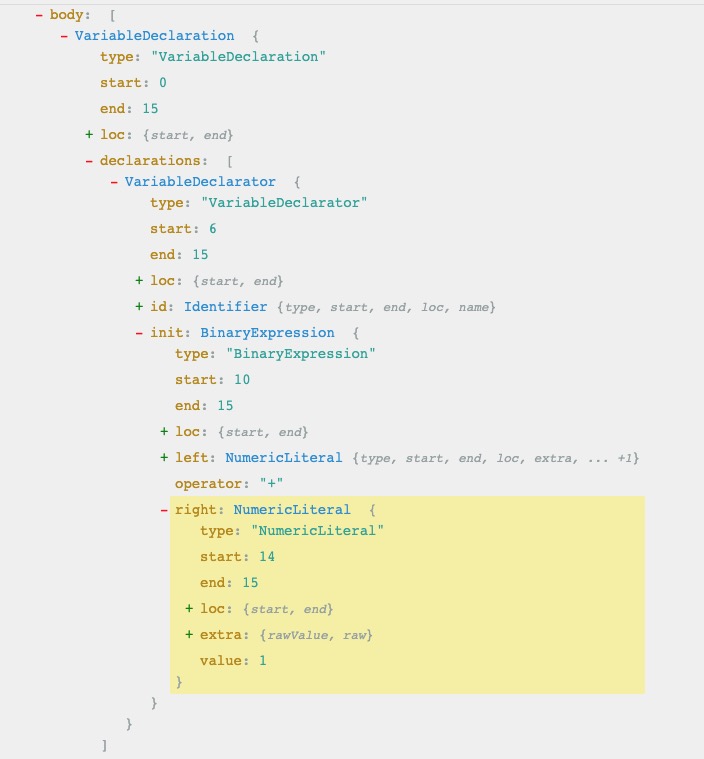 - body: [
- VariableDeclaration {
type: "VariableDeclaration"
start: 0
end: 15
+ loc: {start, end}
- declarations: [
- VariableDeclarator {
type: "VariableDeclarator"
start: 6
end: 15
+ loc: {start, end}
+ id: Identifier {type, start, end, loc, name}
- init: BinaryExpression {
type: "BinaryExpression"
start: 10
end: 15
+ loc: {start, end}
+ left: NumericLiteral {type, start, end, loc, extra, ... +1}
operator: "+"
- right: NumericLiteral {
type: "NumericLiteral"
start: 14
end: 15
+ loc: {start, end}
+ extra: {rawValue, raw}
value: 1
}
}
}
]